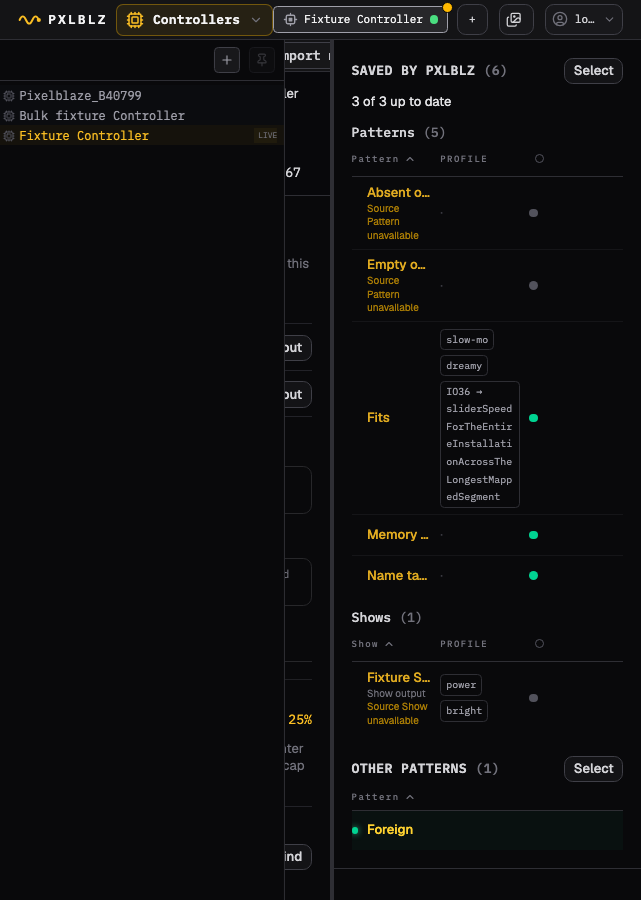 PXLBLZ
Controllers
Fixture Controller
+
lo…
+
Pixelblaze_B40799
Bulk fixture Controller
Fixture Controller
LIVE
mport
ler
67
this
out
out
d
25%
nter
cap
ind
SAVED BY PXLBLZ (6)
Select
3 of 3 up to date
Patterns (5)
Pattern
PROFILE
Absent o…
Source
Pattern
unavailable
Empty o…
Source
Pattern
unavailable
Fits
slow-mo
dreamy
IO36 →
sliderSpeed
ForTheEntir
eInstallati
onAcrossThe
LongestMapp
edSegment
Memory …
Name ta…
Shows (1)
Show
PROFILE
Fixture S…
Show output
Source Show
unavailable
power
bright
OTHER PATTERNS (1)
Select
Pattern
Foreign